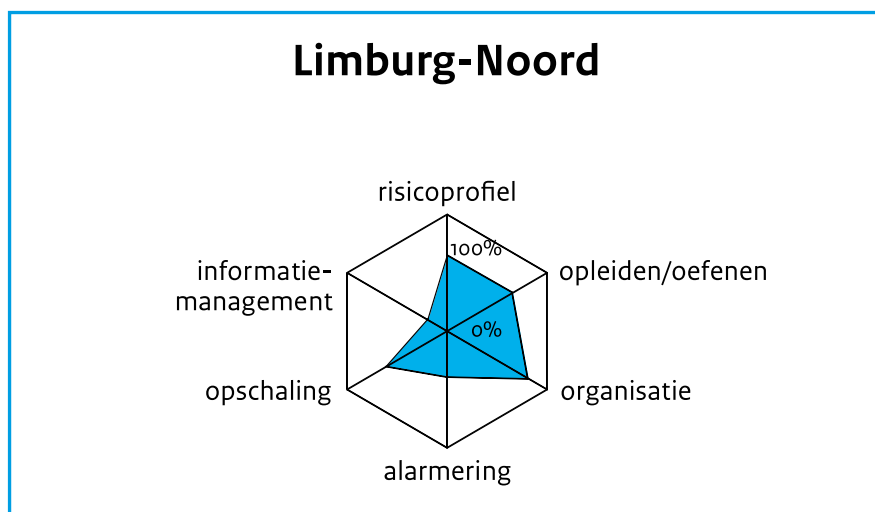 Limburg-Noord
risicoprofiel
100%
informatie-
management
opleiden/oefenen
0%
opschaling
organisatie
alarmering